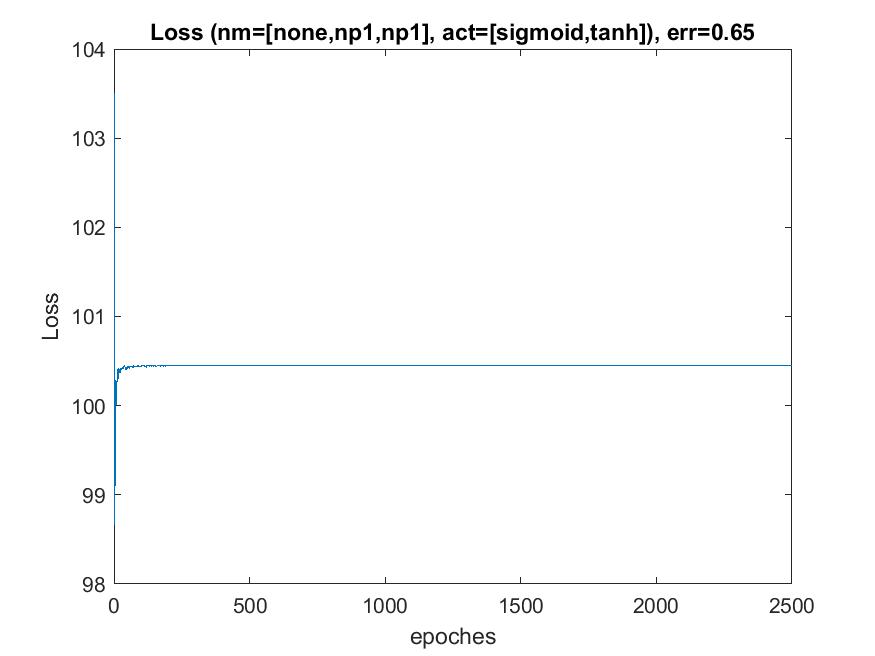 Loss (nm=[none,np1,np1], act=[sigmoid,tanh]), err=0.65
104
103
102
101
100
99
98
Loss
0 500 1000 1500 2000 2500
epoches